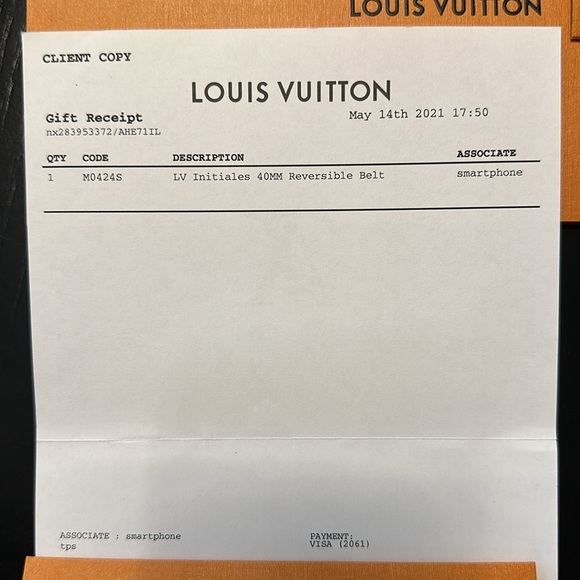 LOUIS VUITTON
CLIENT COPY
LOUIS VUITTON
Gift Receipt
May 14th 2021 17:50
nx283953372/AHE71IL
QTY CODE DESCRIPTION ASSOCIATE
1 M0424S LV Initiales 40MM Reversible Belt smartphone
ASSOCIATE : smartphone PAYMENT:
tps VISA (2061)